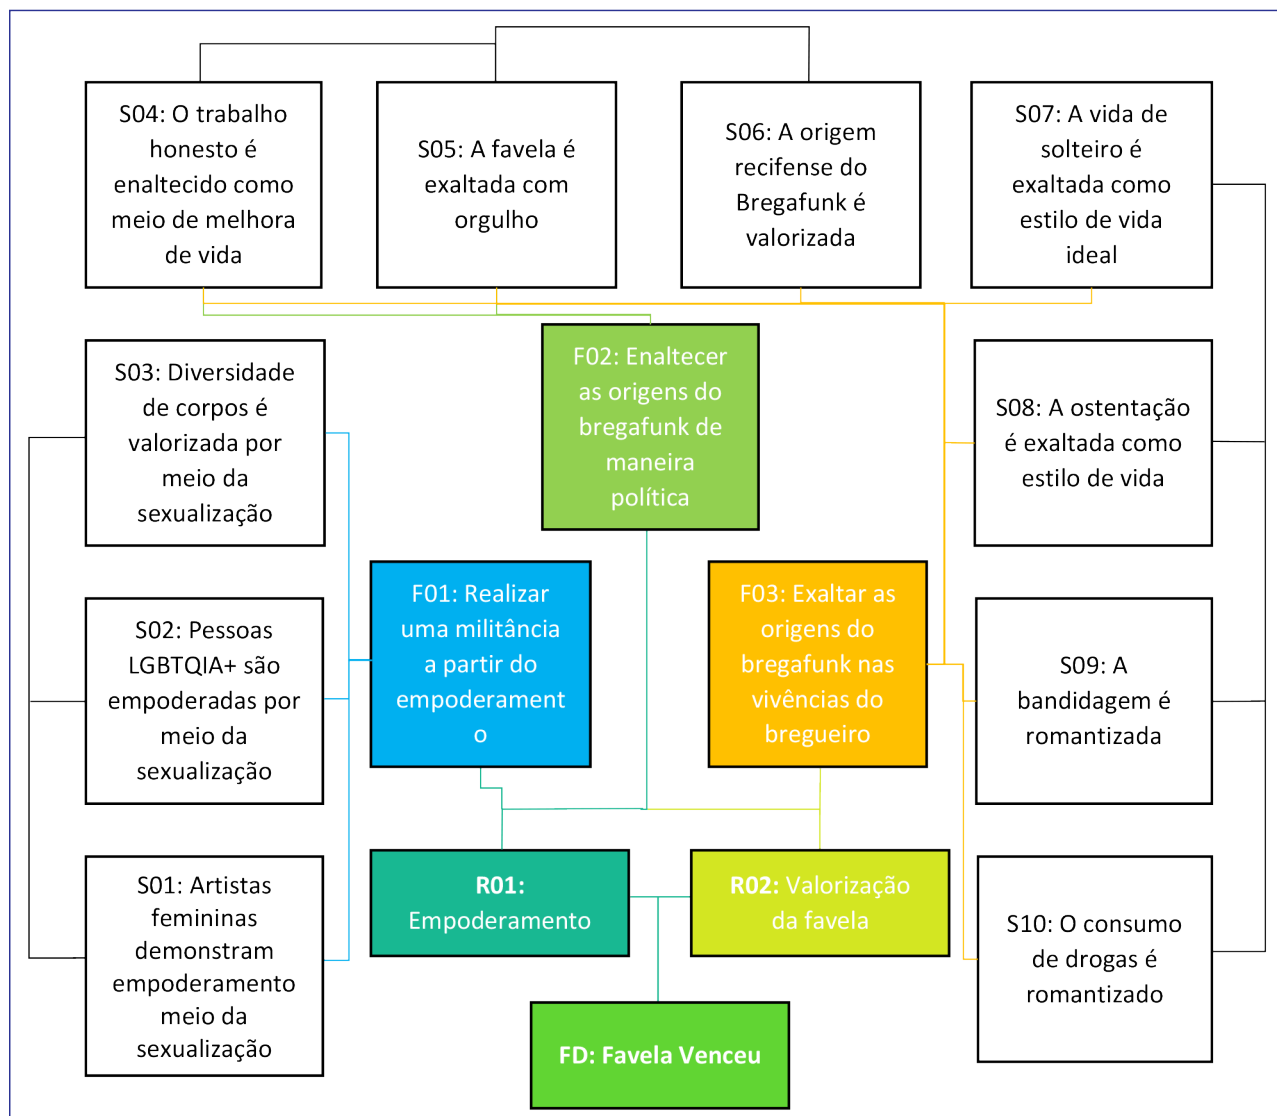 S04: O trabalho
honesto é
enaltecido como
meio de melhora
de vida
S05: A favela é
exaltada com
orgulho
S06: A origem
recifense do
Bregafunk é
valorizada
S07: A vida de
solteiro é
exaltada como
estilo de vida
ideal
S03: Diversidade
de corpos é
valorizada por
meio da
sexualização
F02: Enaltecer
as origens do
bregafunk de
maneira
política
S08: A ostentação
é exaltada como
estilo de vida
S02: Pessoas
LGBTQIA+ são
empoderadas por
meio da
sexualização
F01: Realizar
uma militância
a partir do
empoderament
o
F03: Exaltar as
origens do
bregafunk nas
vivências do
bregueiro
S09: A
bandidagem é
romantizada
S01: Artistas
femininas
demonstram
empoderamento
meio da
sexualização
R01:
Empoderamento
R02: Valorização
da favela
S10: O consumo
de drogas é
romantizado
FD: Favela Venceu